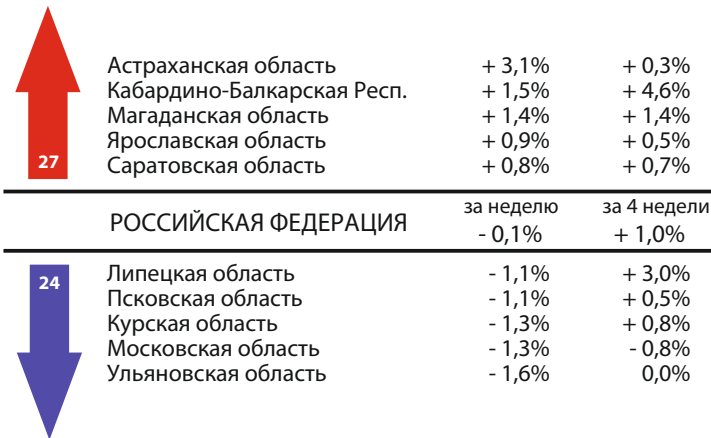 Астраханская область + 3,1% + 0,3%
Кабардино-Балкарская Респ. + 1,5% + 4,6%
Магаданская область + 1,4% + 1,4%
Ярославская область + 0,9% + 0,5%
27 Саратовская область + 0,8% + 0,7%
за неделю за 4 недели
РОССИЙСКАЯ ФЕДЕРАЦИЯ - 0,1% + 1,0%
24 Липецкая область - 1,1% + 3,0%
Псковская область - 1,1% + 0,5%
Курская область - 1,3% + 0,8%
Московская область - 1,3% - 0,8%
Ульяновская область - 1,6% 0,0%